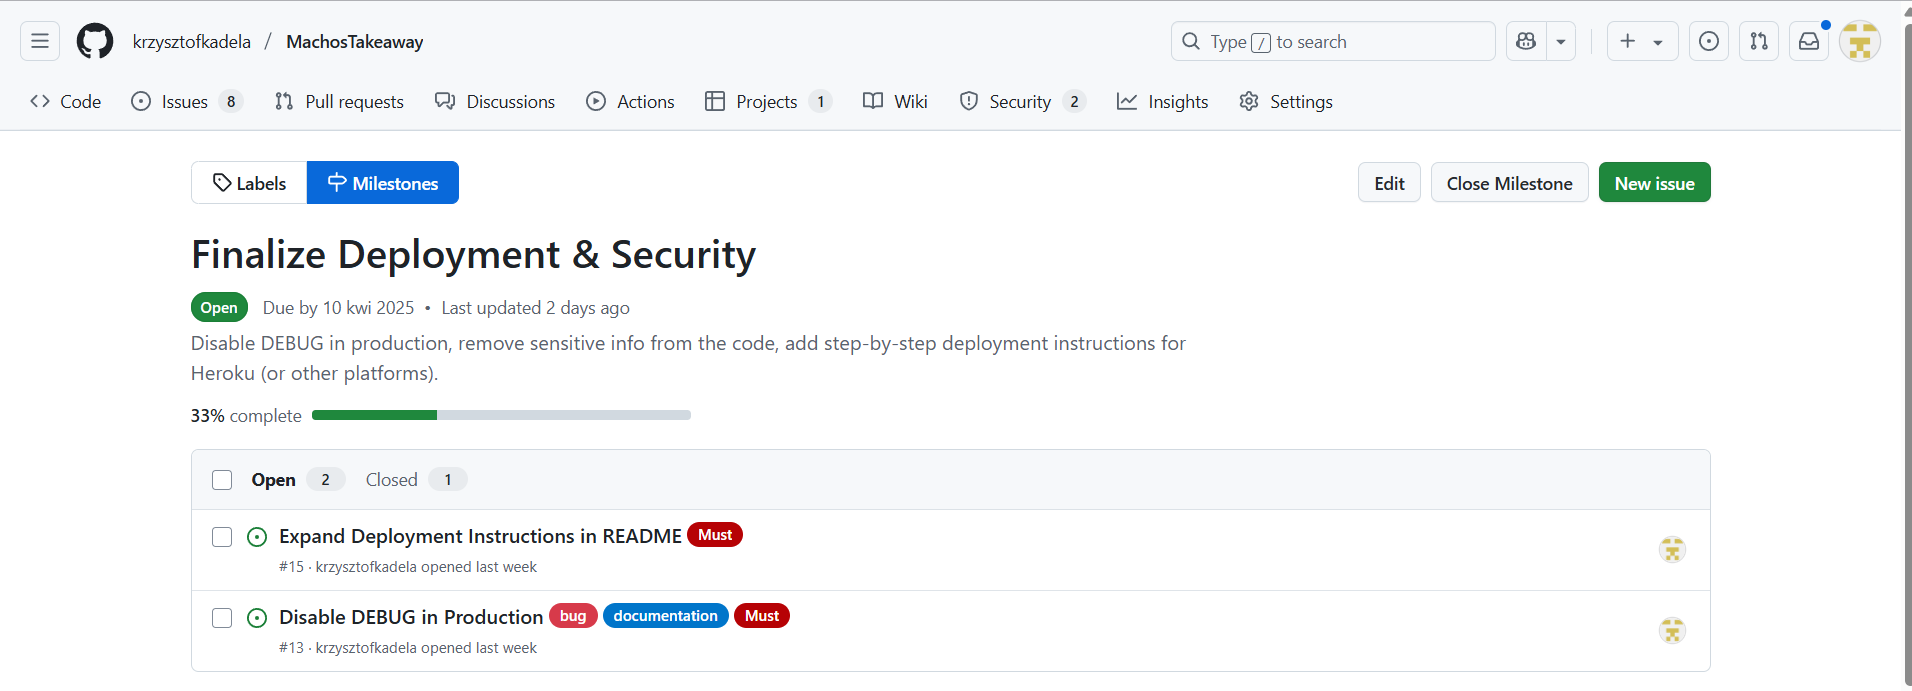 krzysztofkadela / MachosTakeaway
Type / to search
Code Issues 8 Pull requests Discussions Actions Projects 1 Wiki Security 2 Insights Settings
Labels Milestones Edit Close Milestone New issue
Finalize Deployment & Security
Open Due by 10 kwi 2025 • Last updated 2 days ago
Disable DEBUG in production, remove sensitive info from the code, add step-by-step deployment instructions for
Heroku (or other platforms).
33% complete
Open 2 Closed 1
Expand Deployment Instructions in README Must
#15 · krzysztofkadela opened last week
Disable DEBUG in Production bug documentation Must
#13 · krzysztofkadela opened last week